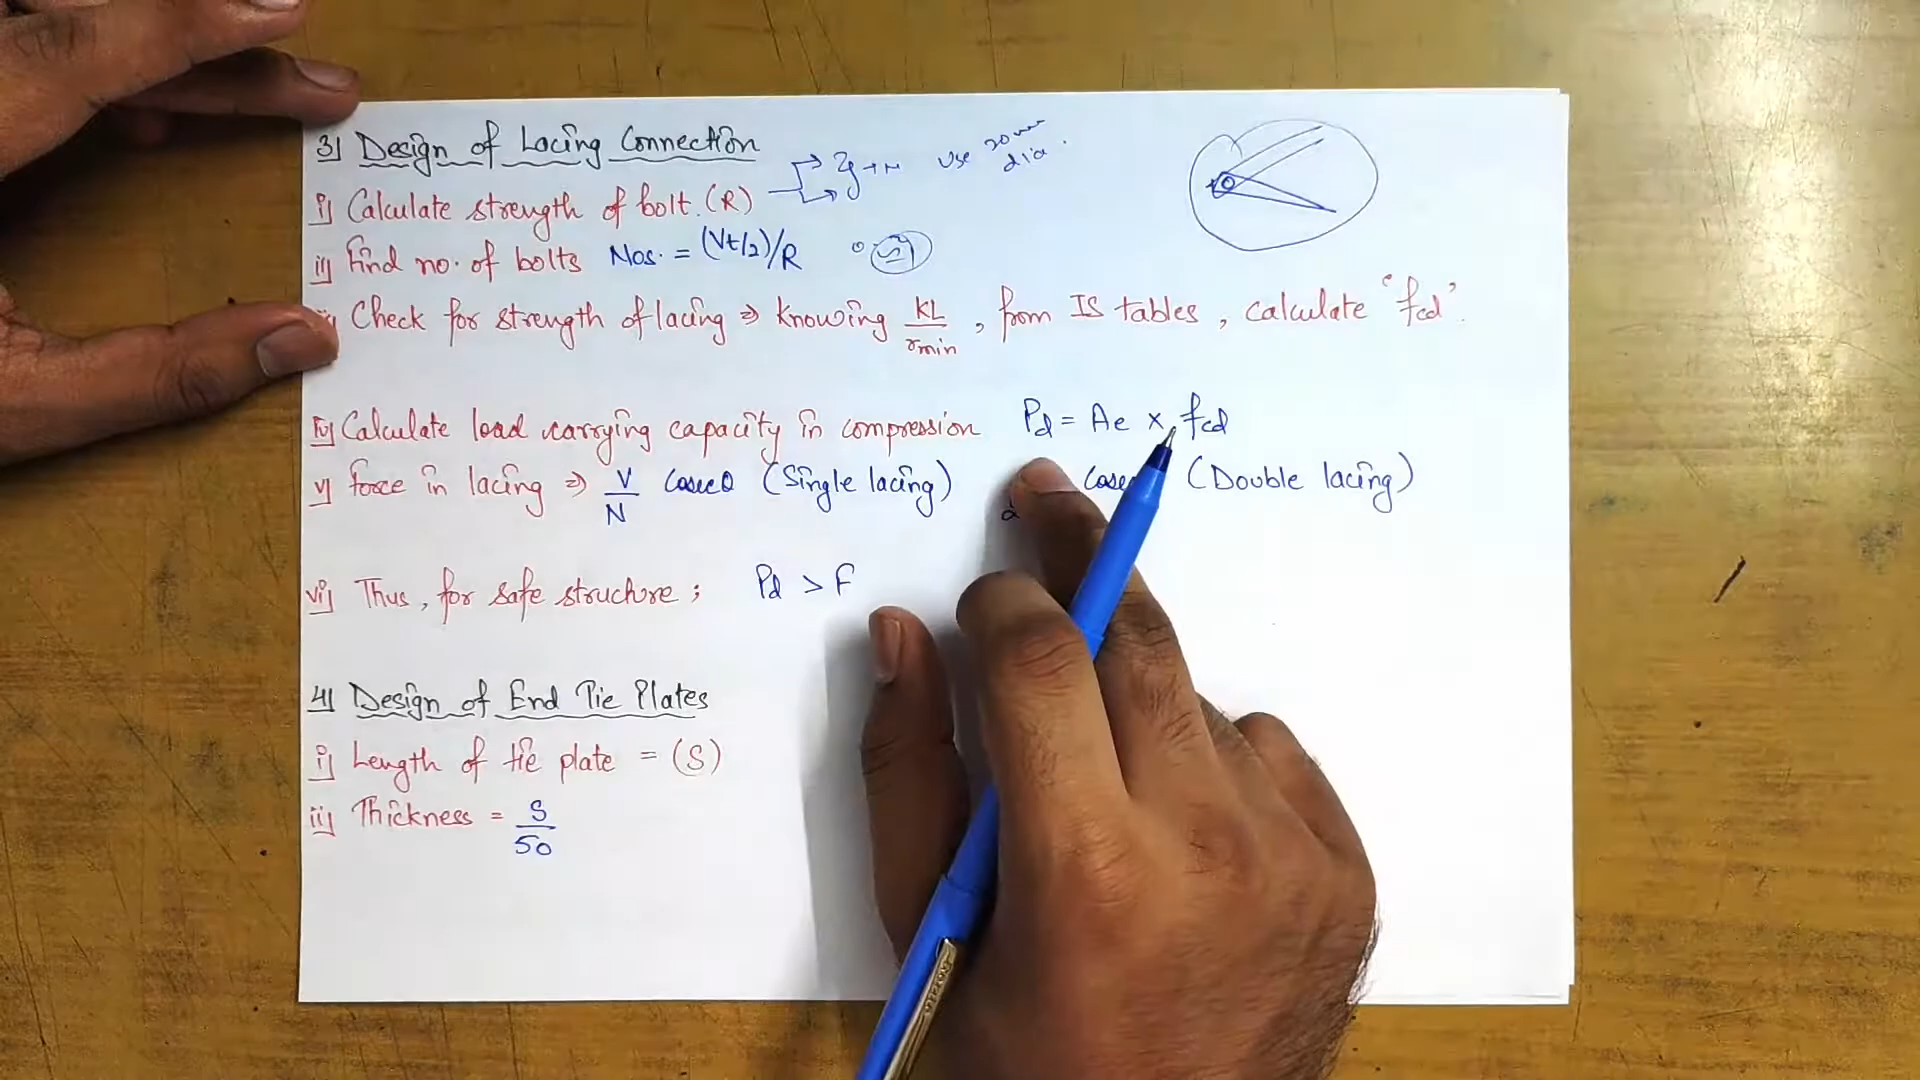 3) Design of Lacing Connection
use 20mm dia.
i) Calculate strength of bolt. (R)
ii) Find no. of bolts Nos. = (Vt/2)/R
Check for strength of lacing ⇒ knowing KL/rmin , from IS tables , calculate 'fcd'.
iv) Calculate load carrying capacity in compression Pd = Ae × fcd
v) force in lacing ⇒ V/N cosecθ (Single lacing) (Double lacing)
vi) Thus, for safe structure ; Pd > F
4) Design of End Tie Plates
i) Length of tie plate = (S)
ii) Thickness = S/50